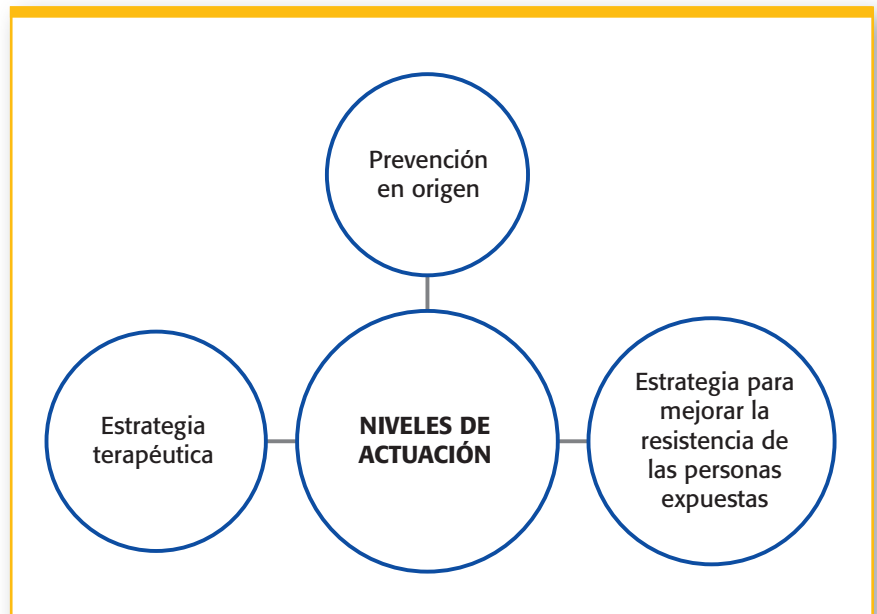 Prevención
en origen
Estrategia
terapéutica
NIVELES DE
ACTUACIÓN
Estrategia para
mejorar la
resistencia de
las personas
expuestas